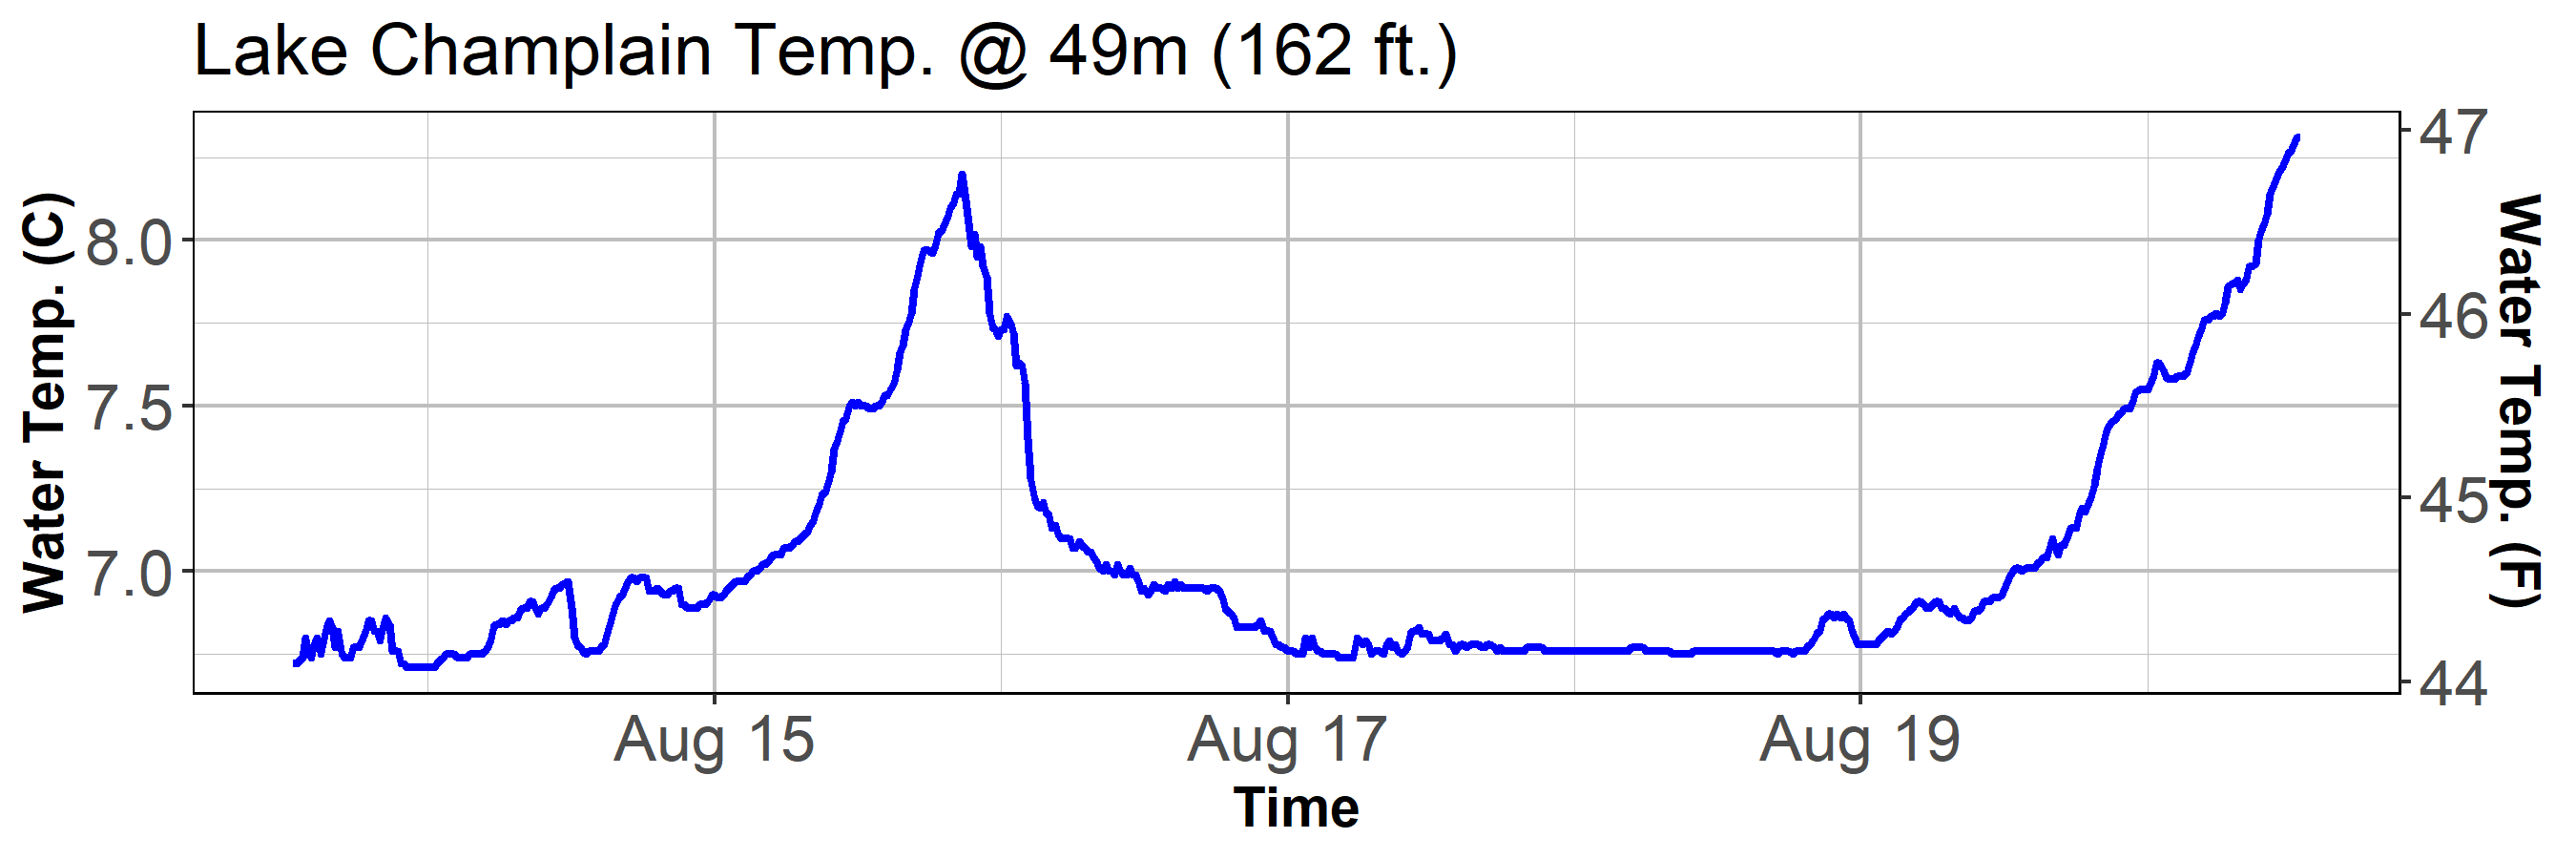 Lake Champlain Temp. @ 49m (162 ft.)
Water Temp. (C)
8.0
7.5
7.0
47
46
45
44
Water Temp. (F)
Aug 15 Aug 17 Aug 19
Time